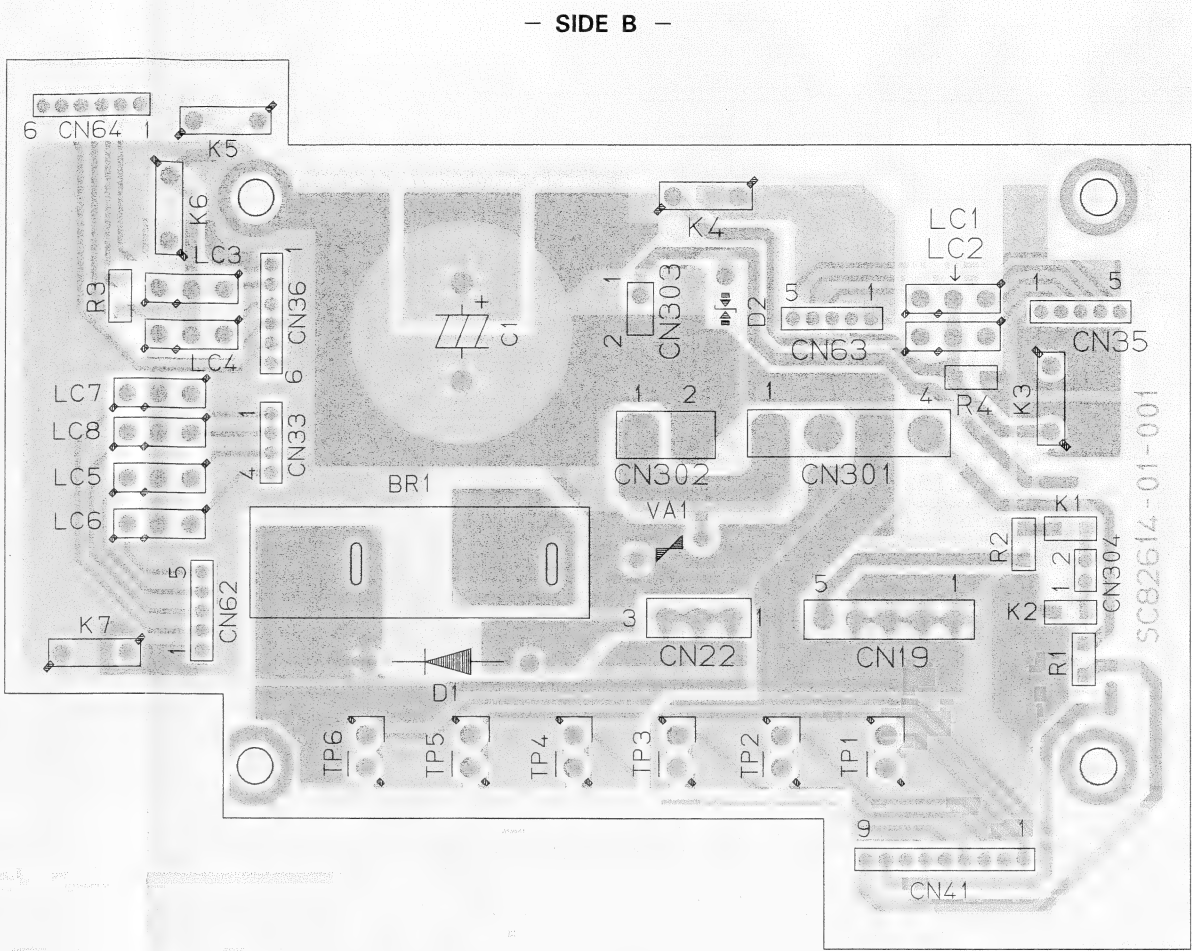 — SIDE B —
6 CN64 1
K5
K6
K4
LC1
LC2
LC3
1
R3
CN36
6
LC4
+
C1
1
CN303
2
D2
5 1
CN63
1 5
CN35
LC7
LC8
LC5
LC6
1
CN33
4
1 2
CN302
1 4
CN301
R4
K3
SC82614-01-001
BR1
VA1
K1
R2
2
1
CN304
K2
5
CN62
1
K7
3 1
CN22
5 1
CN19
R1
D1
TP6
TP5
TP4
TP3
TP2
TP1
9 1
CN41